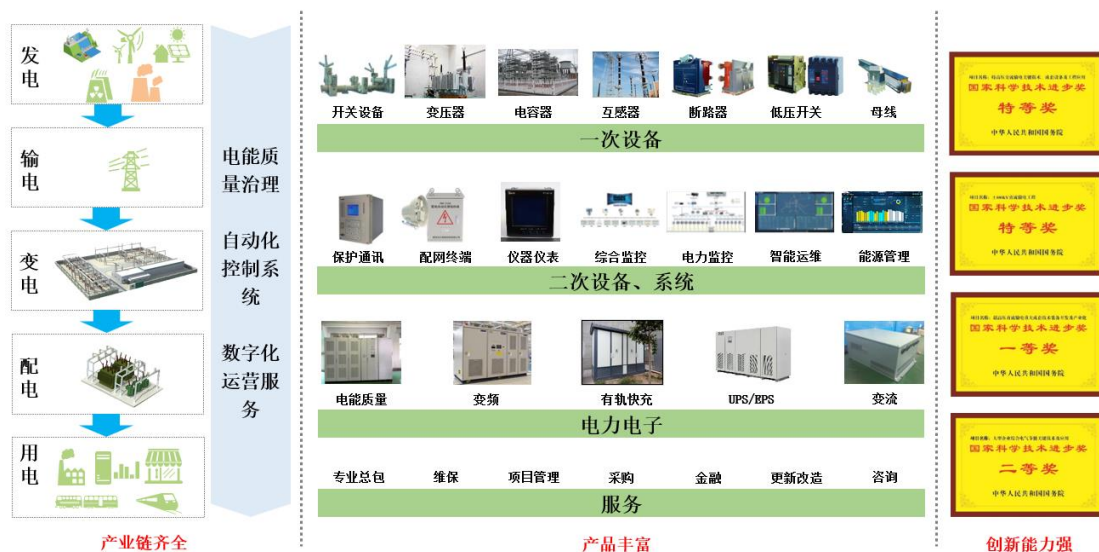 发电
输电
变电
配电
用电
电能质
量治理
自动化
控制系
统
数字化
运营服
务
产业链齐全
开关设备 变压器 电容器 互感器 断路器 低压开关 母线
一次设备
保护通讯 配网终端 仪器仪表 综合监控 电力监控 智能运维 能源管理
二次设备、系统
电能质量 变频 有轨快充 UPS/EPS 变流
电力电子
专业总包 维保 项目管理 采购 金融 更新改造 咨询
服务
产品丰富
国家科学技术进步奖
特等奖
中华人民共和国国务院
国家科学技术进步奖
特等奖
中华人民共和国国务院
国家科学技术进步奖
一等奖
中华人民共和国国务院
国家科学技术进步奖
二等奖
中华人民共和国国务院
创新能力强